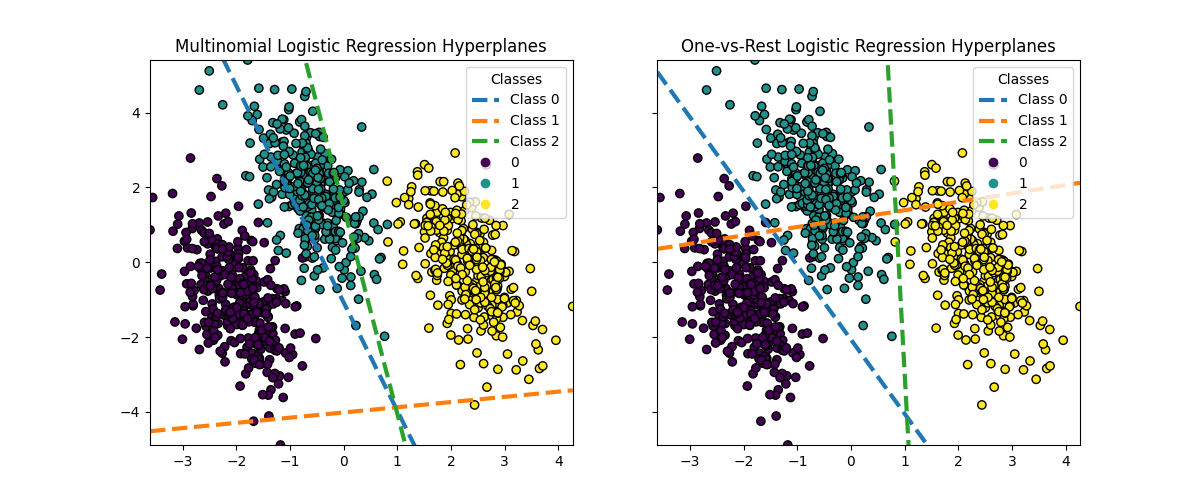 Multinomial Logistic Regression Hyperplanes
Classes
Class 0
Class 1
Class 2
0
1
2
4
2
0
−2
−4
−3 −2 −1 0 1 2 3 4
One-vs-Rest Logistic Regression Hyperplanes
Classes
Class 0
Class 1
Class 2
0
1
2
−3 −2 −1 0 1 2 3 4